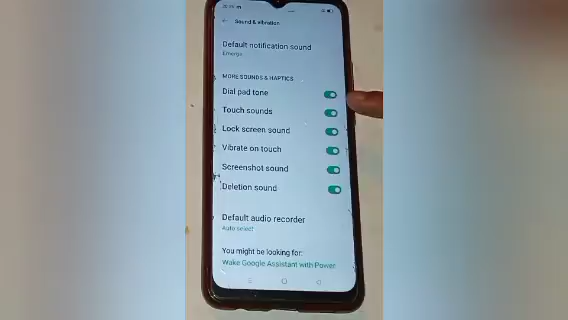 Sound & vibration
Default notification sound
Emerge
MORE SOUNDS & HAPTICS
Dial pad tone
Touch sounds
Lock screen sound
Vibrate on touch
Screenshot sound
Deletion sound
Default audio recorder
Auto select
You might be looking for:
Wake Google Assistant with Power